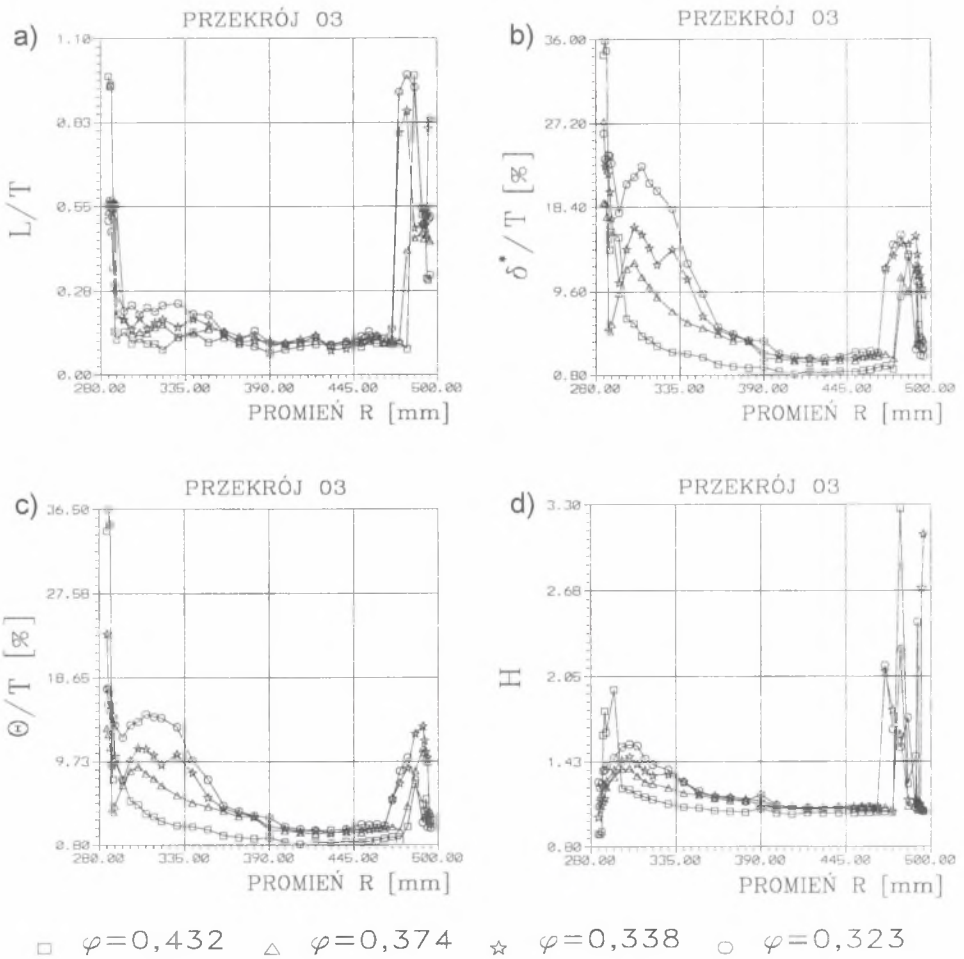 PRZEKRÓJ 03
a)
1.10
0.83
0.55
0.28
0.00
L/T
280.00 335.00 390.00 445.00 500.00
PROMIEŃ R [mm]
PRZEKRÓJ 03
b)
36.00
27.20
18.40
9.60
0.80
δ*/T [%]
280.00 335.00 390.00 445.00 500.00
PROMIEŃ R [mm]
PRZEKRÓJ 03
c)
36.50
27.58
18.65
9.73
0.80
Θ/T [%]
280.00 335.00 390.00 445.00 500.00
PROMIEŃ R [mm]
PRZEKRÓJ 03
d)
3.30
2.68
2.05
1.43
0.80
H
280.00 335.00 390.00 445.00 500.00
PROMIEŃ R [mm]
φ=0,432 φ=0,374 φ=0,338 φ=0,323